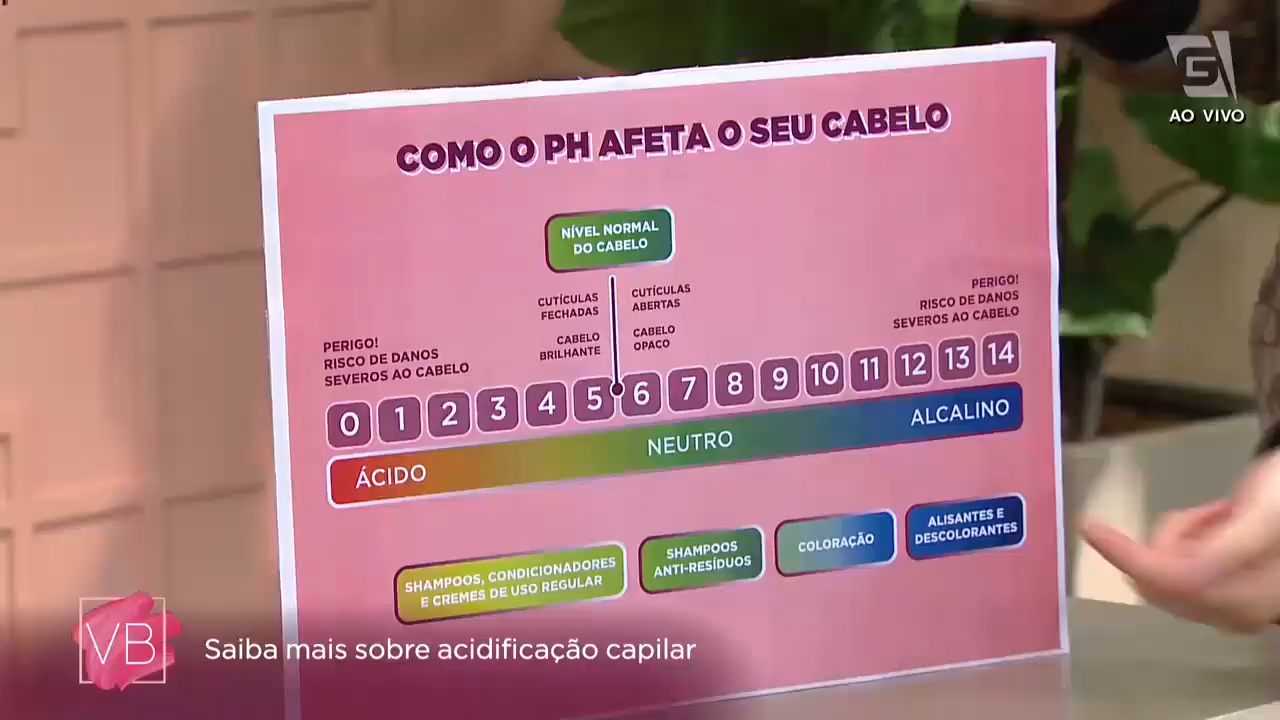 G
AO VIVO
COMO O PH AFETA O SEU CABELO
NÍVEL NORMAL
DO CABELO
CUTÍCULAS
FECHADAS
CABELO
BRILHANTE
CUTÍCULAS
ABERTAS
CABELO
OPACO
PERIGO!
RISCO DE DANOS
SEVEROS AO CABELO
PERIGO!
RISCO DE DANOS
SEVEROS AO CABELO
0 1 2 3 4 5 6 7 8 9 10 11 12 13 14
ÁCIDO NEUTRO ALCALINO
SHAMPOOS, CONDICIONADORES
E CREMES DE USO REGULAR
SHAMPOOS
ANTI-RESÍDUOS
COLORAÇÃO
ALISANTES E
DESCOLORANTES
VB
Saiba mais sobre acidificação capilar